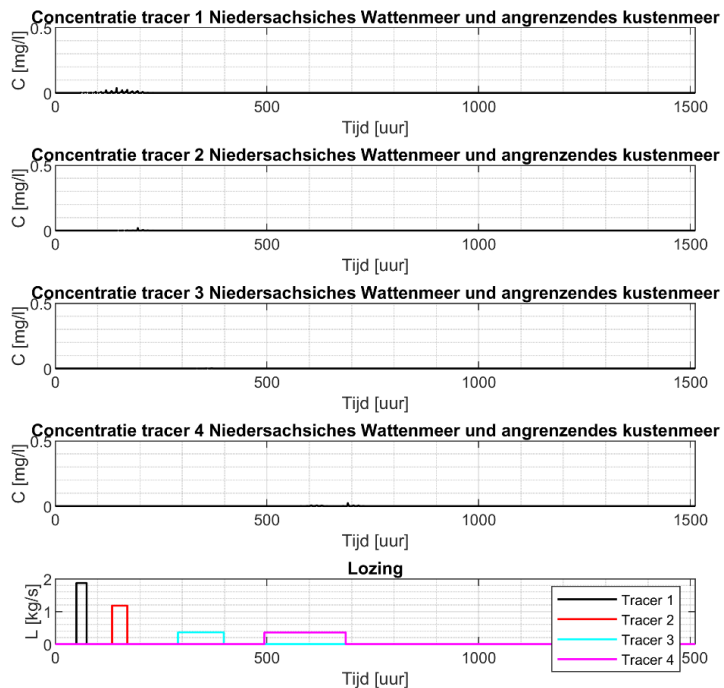 Concentratie tracer 1 Niedersachsiches Wattenmeer und angrenzendes kustenmeer
0.5
C [mg/l]
0
0 500 1000 1500
Tijd [uur]
Concentratie tracer 2 Niedersachsiches Wattenmeer und angrenzendes kustenmeer
0.5
C [mg/l]
0
0 500 1000 1500
Tijd [uur]
Concentratie tracer 3 Niedersachsiches Wattenmeer und angrenzendes kustenmeer
0.5
C [mg/l]
0
0 500 1000 1500
Tijd [uur]
Concentratie tracer 4 Niedersachsiches Wattenmeer und angrenzendes kustenmeer
0.5
C [mg/l]
0
0 500 1000 1500
Tijd [uur]
Lozing
2
1
0
L [kg/s]
Tracer 1
Tracer 2
Tracer 3
Tracer 4
0 500 1000 1500
Tijd [uur]